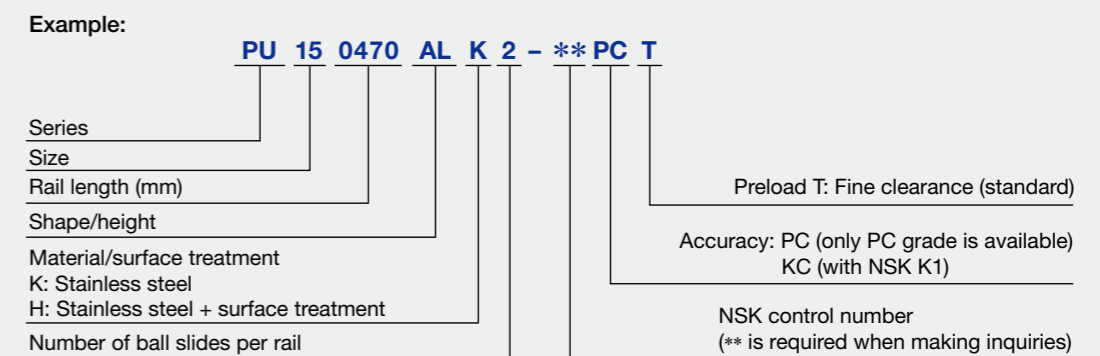 Example:
PU 15 0470 AL K 2 – ** PC T
Series
Size
Rail length (mm)
Shape/height
Material/surface treatment
K: Stainless steel
H: Stainless steel + surface treatment
Number of ball slides per rail
Preload T: Fine clearance (standard)
Accuracy: PC (only PC grade is available)
KC (with NSK K1)
NSK control number
(** is required when making inquiries)